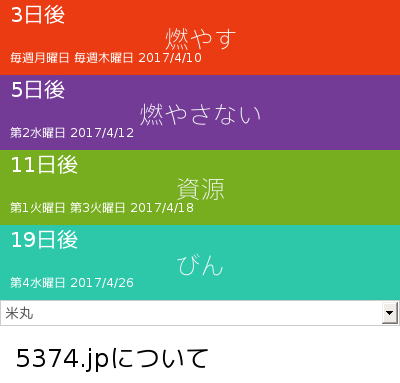 3日後
燃やす
毎週月曜日 毎週木曜日 2017/4/10
5日後
燃やさない
第2水曜日 2017/4/12
11日後
資源
第1火曜日 第3火曜日 2017/4/18
19日後
びん
第4水曜日 2017/4/26
米丸
5374.jpについて